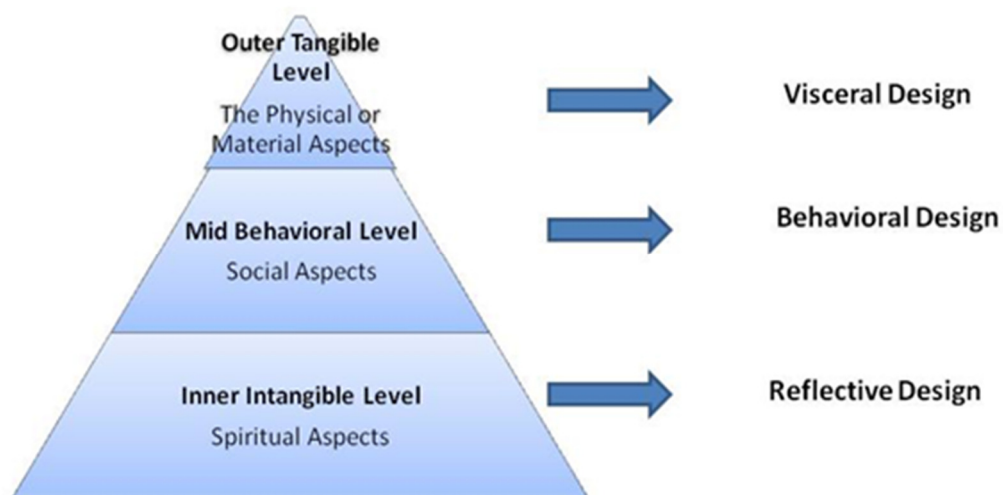 Outer Tangible
Level
The Physical or
Material Aspects
Visceral Design
Mid Behavioral Level
Social Aspects
Behavioral Design
Inner Intangible Level
Spiritual Aspects
Reflective Design